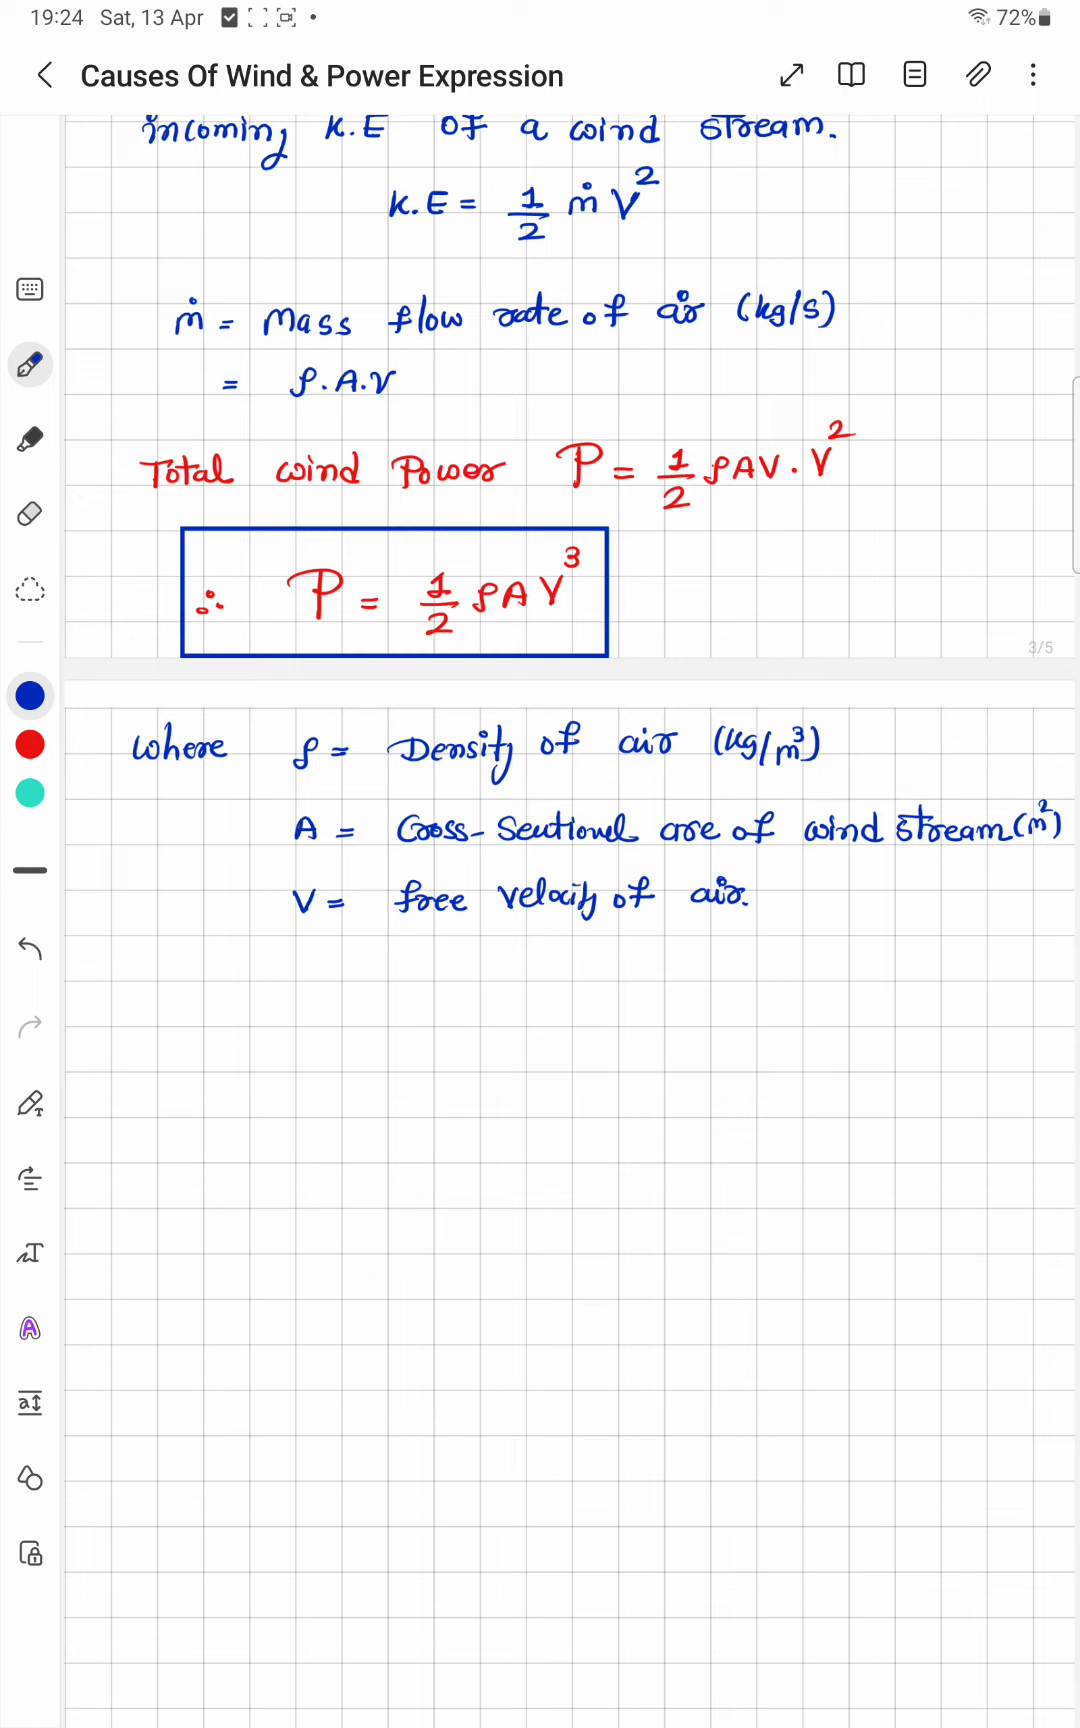 19:24 Sat, 13 Apr
72%
Causes Of Wind & Power Expression
incoming K.E OF a wind stream.
K.E = 1/2 ṁ V²
ṁ = Mass flow rate of air (kg/s)
= ρ.A.V
Total wind Power P = 1/2 ρAV.V²
∴ P = 1/2 ρAV³
3/5
where ρ = Density of air (kg/m³)
A = Cross-Sectional are of wind stream (m²)
V = free velocity of air.